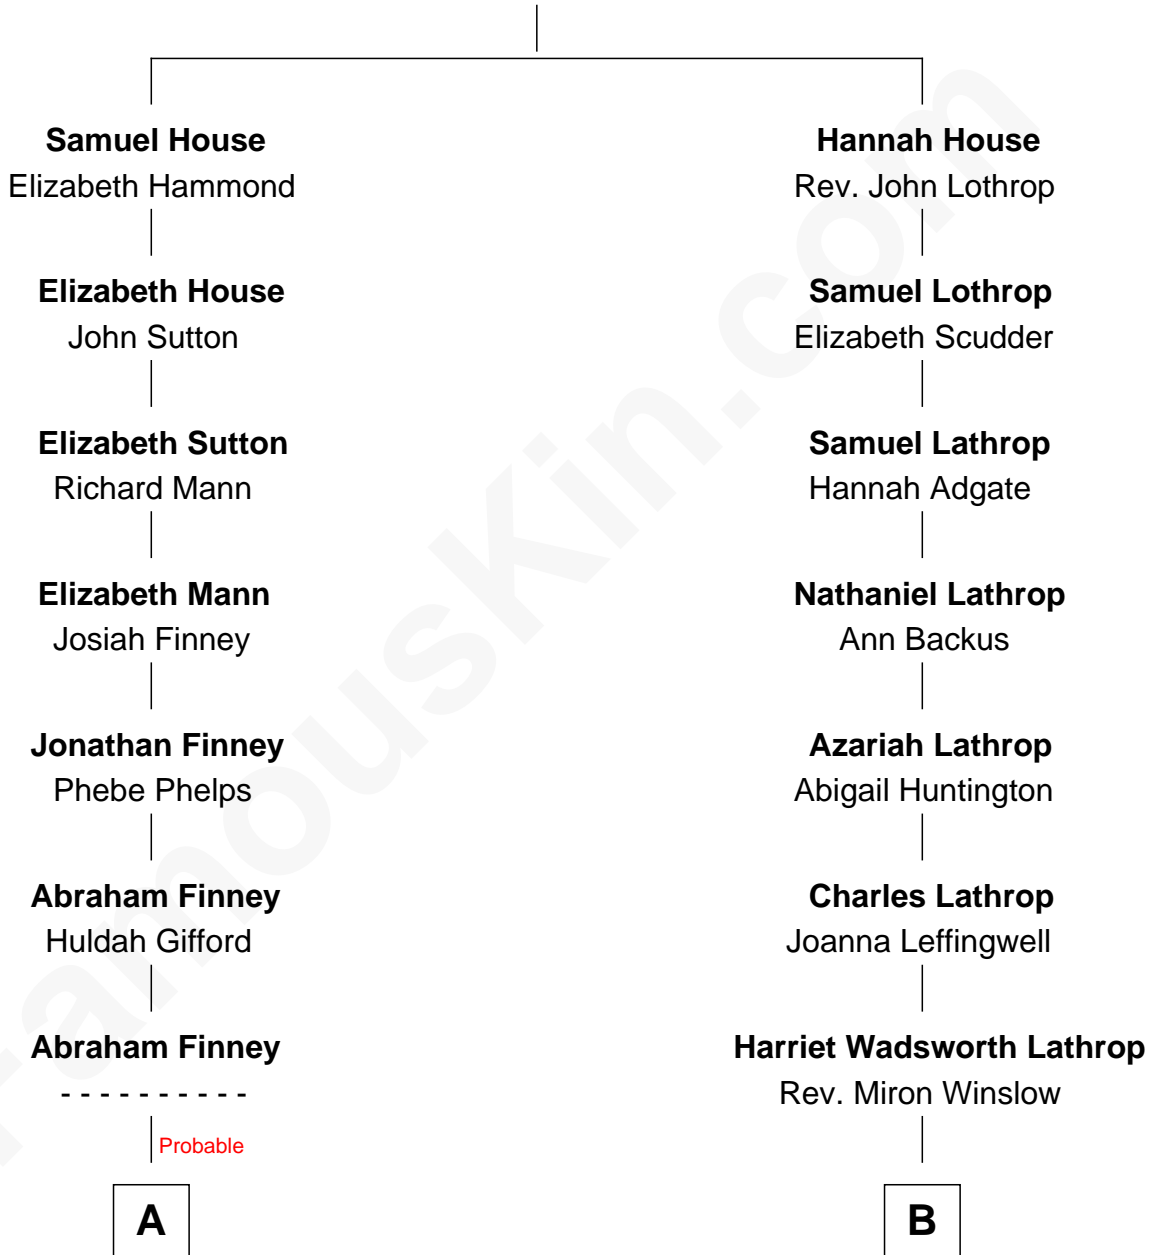 Samuel House
Elizabeth Hammond
Elizabeth House
John Sutton
Elizabeth Sutton
Richard Mann
Elizabeth Mann
Josiah Finney
Jonathan Finney
Phebe Phelps
Abraham Finney
Huldah Gifford
Abraham Finney
- - - - - - - - - -
Probable
A
Hannah House
Rev. John Lothrop
Samuel Lothrop
Elizabeth Scudder
Samuel Lathrop
Hannah Adgate
Nathaniel Lathrop
Ann Backus
Azariah Lathrop
Abigail Huntington
Charles Lathrop
Joanna Leffingwell
Harriet Wadsworth Lathrop
Rev. Miron Winslow
B
FamousKin.com